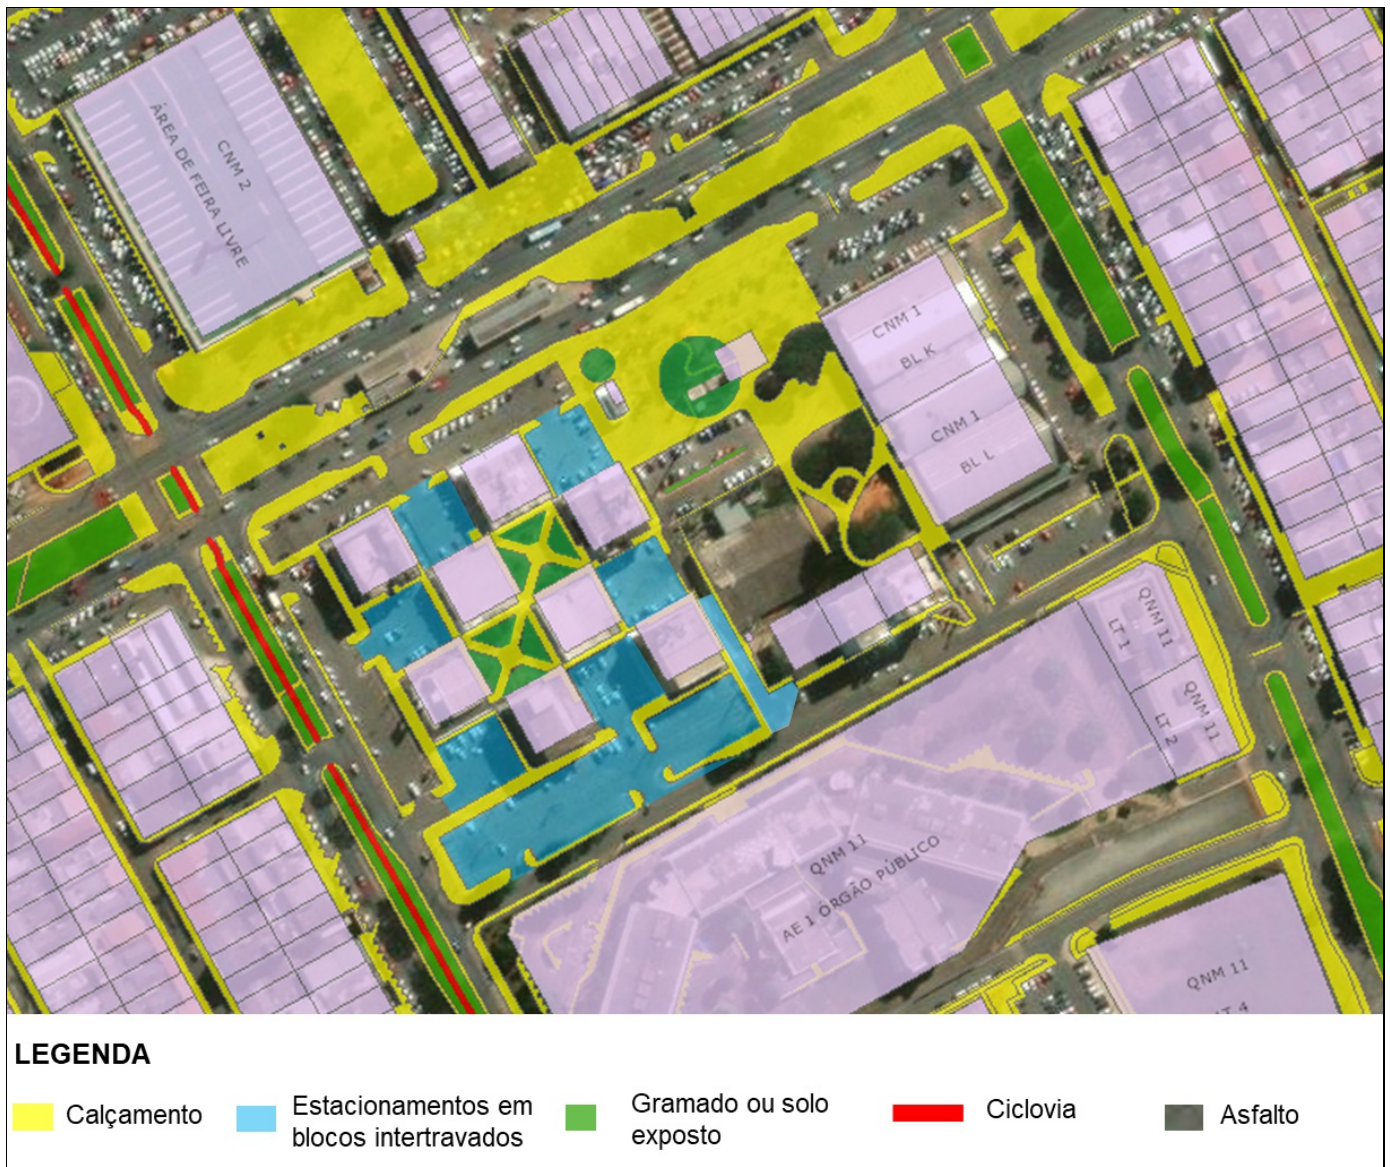 CNM 2
ÁREA DE FEIRA LIVRE
CNM 1
BL K
CNM 1
BL L
QNM 11
LT 1
QNM 11
LT 2
QNM 11
AE 1 ÓRGÃO PÚBLICO
QNM 11
LT 4
LEGENDA
Calçamento
Estacionamentos em
blocos intertravados
Gramado ou solo
exposto
Ciclovia
Asfalto